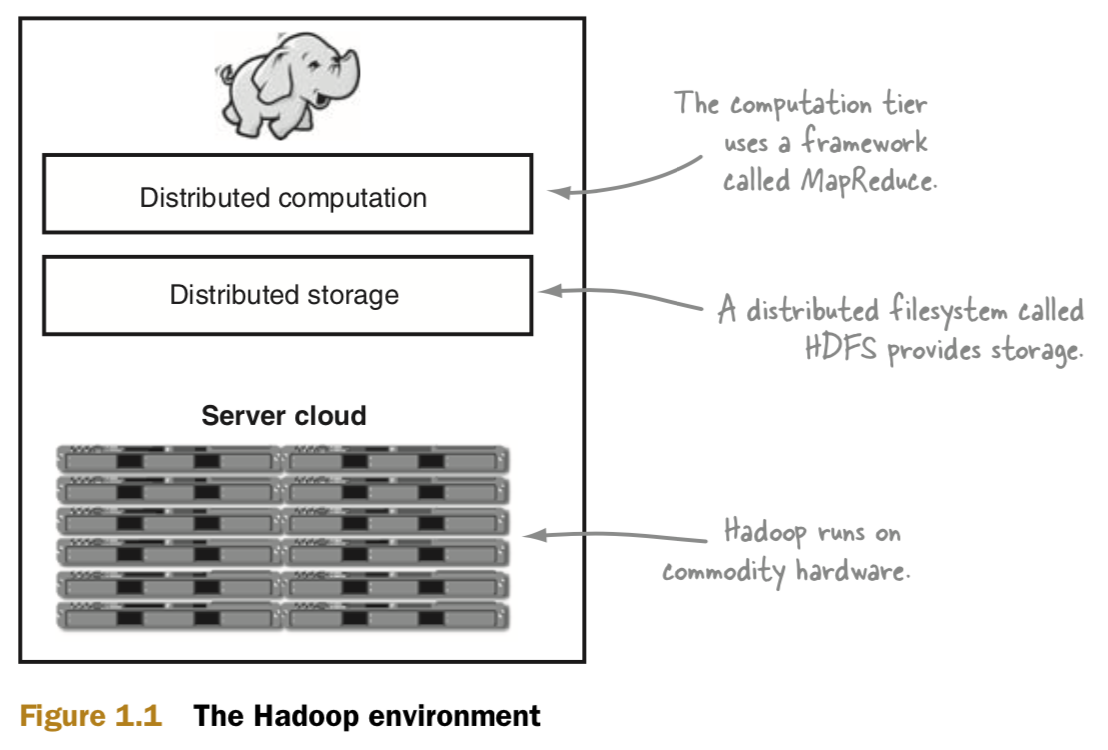 The computation tier
uses a framework
called MapReduce.
Distributed computation
Distributed storage
A distributed filesystem called
HDFS provides storage.
Server cloud
Hadoop runs on
commodity hardware.
Figure 1.1 The Hadoop environment